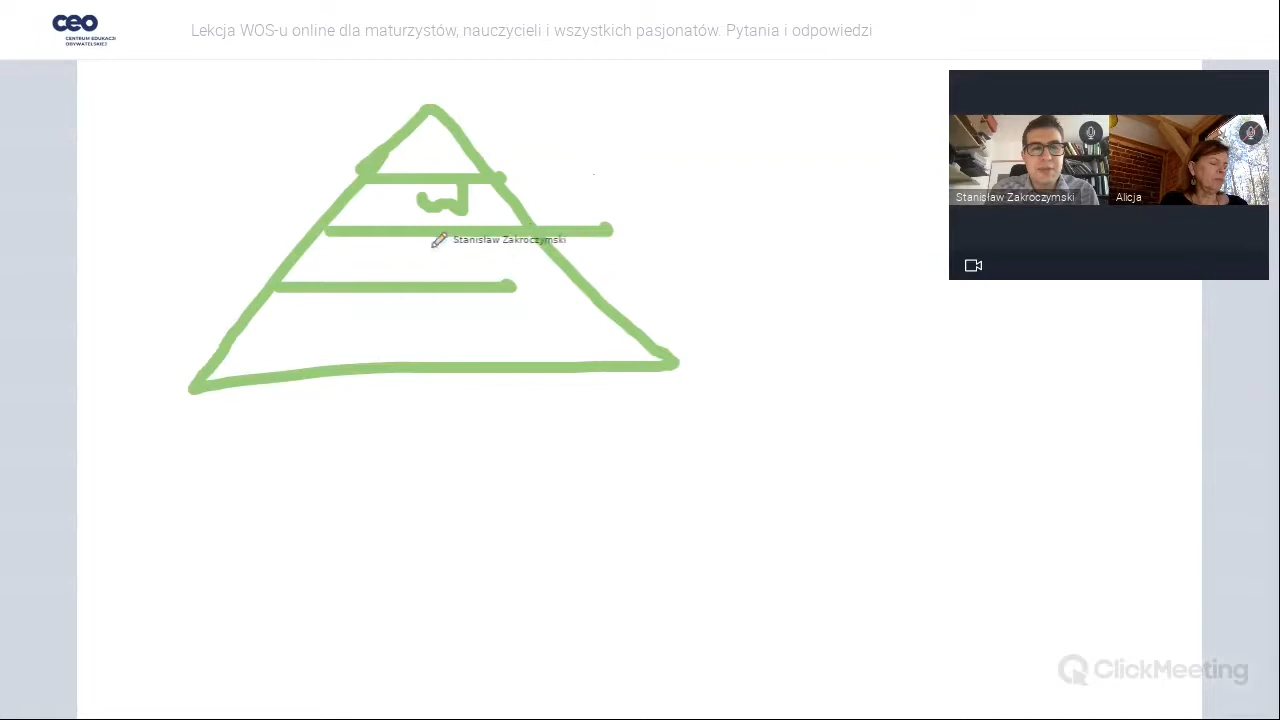 ceo
CENTRUM EDUKACJI
OBYWATELSKIEJ
Lekcja WOS-u online dla maturzystów, nauczycieli i wszystkich pasjonatów. Pytania i odpowiedzi
Stanisław Zakroczymski
Alicja
Stanisław Zakroczymski
ClickMeeting